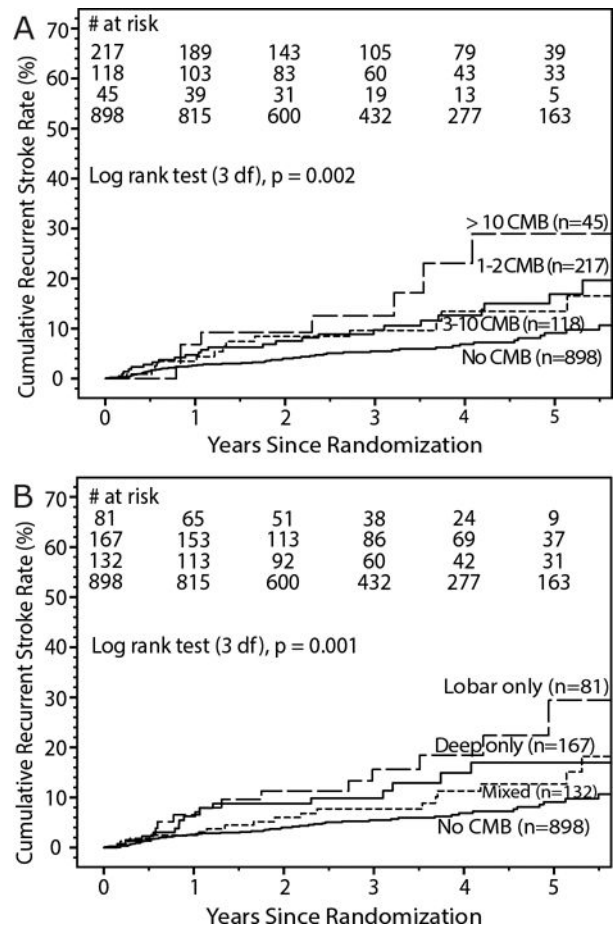 A
# at risk
70
217 189 143 105 79 39
118 103 83 60 43 33
60
45 39 31 19 13 5
898 815 600 432 277 163
50
40
Log rank test (3 df), p = 0.002
30
> 10 CMB (n=45)
1-2 CMB (n=217)
20
3-10 CMB (n=118)
10
No CMB (n=898)
0
Cumulative Recurrent Stroke Rate (%)
0 1 2 3 4 5
Years Since Randomization
B
# at risk
70
81 65 51 38 24 9
167 153 113 86 69 37
60
132 113 92 60 42 31
898 815 600 432 277 163
50
40
Log rank test (3 df), p = 0.001
Lobar only (n=81)
30
Deep only (n=167)
20
Mixed (n=132)
10
No CMB (n=898)
0
Cumulative Recurrent Stroke Rate (%)
0 1 2 3 4 5
Years Since Randomization